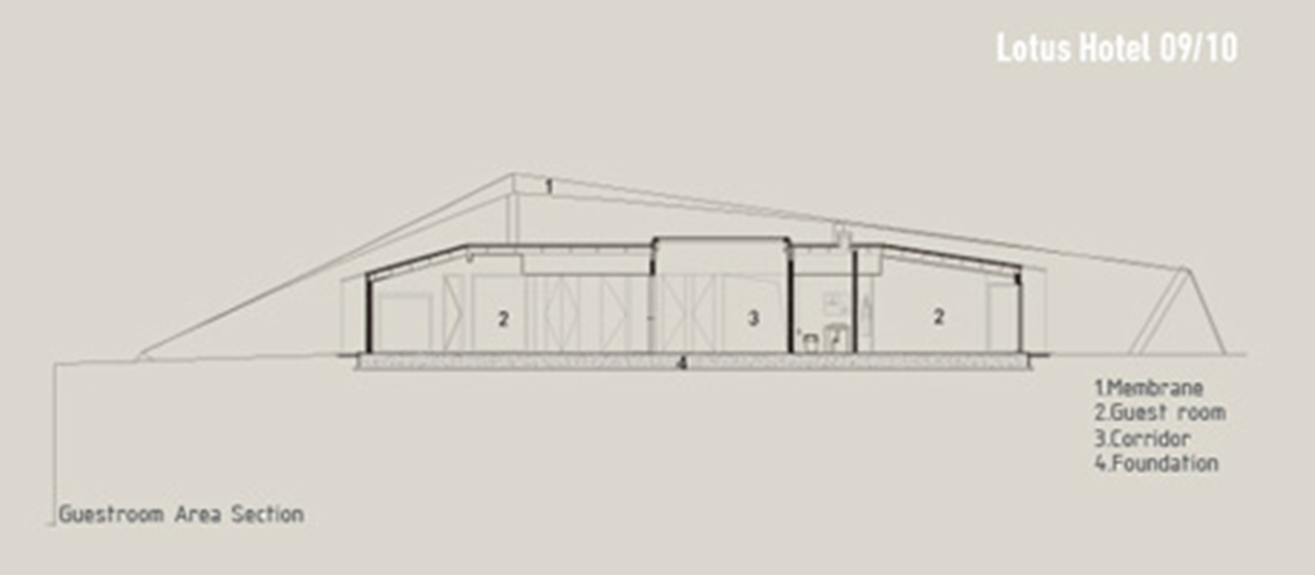 Lotus Hotel 09/10
1
2
3
2
4
1.Membrane
2.Guest room
3.Corridor
4.Foundation
Guestroom Area Section